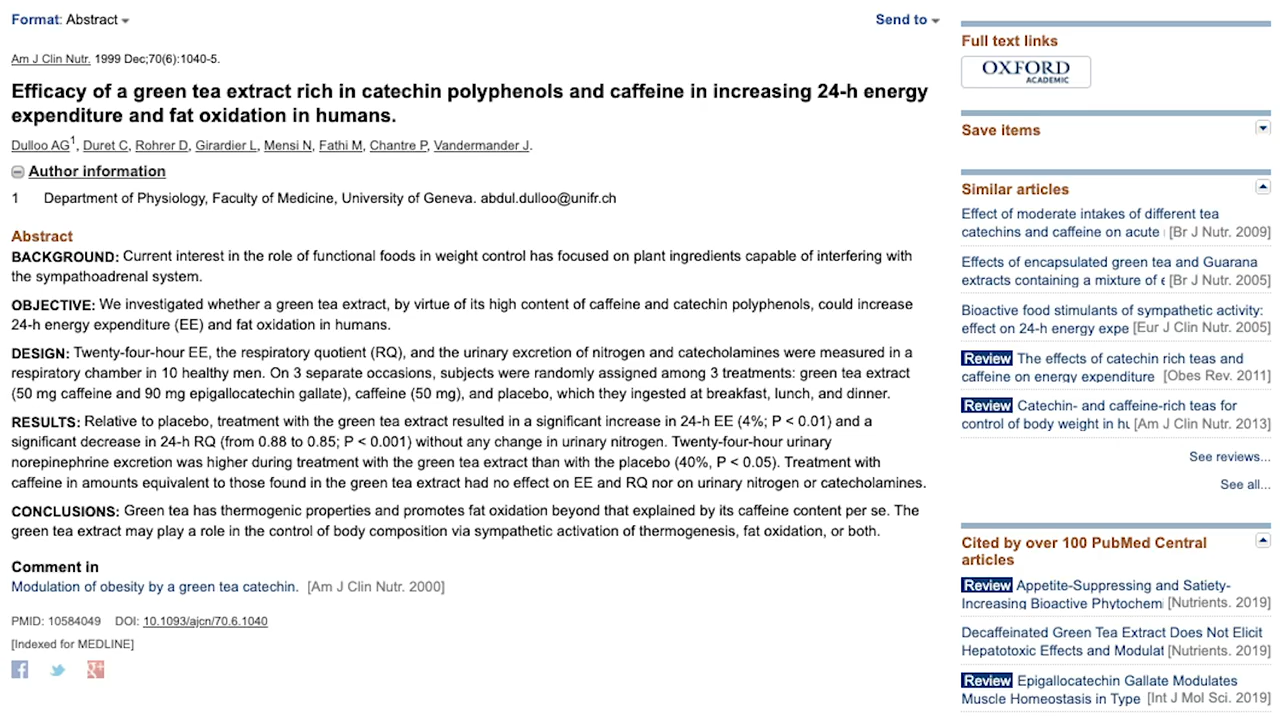 Format: Abstract
Send to
Am J Clin Nutr. 1999 Dec;70(6):1040-5.
Efficacy of a green tea extract rich in catechin polyphenols and caffeine in increasing 24-h energy
expenditure and fat oxidation in humans.
Dulloo AG1, Duret C, Rohrer D, Girardier L, Mensi N, Fathi M, Chantre P, Vandermander J.
Author information
1 Department of Physiology, Faculty of Medicine, University of Geneva. abdul.dulloo@unifr.ch
Abstract
BACKGROUND: Current interest in the role of functional foods in weight control has focused on plant ingredients capable of interfering with
the sympathoadrenal system.
OBJECTIVE: We investigated whether a green tea extract, by virtue of its high content of caffeine and catechin polyphenols, could increase
24-h energy expenditure (EE) and fat oxidation in humans.
DESIGN: Twenty-four-hour EE, the respiratory quotient (RQ), and the urinary excretion of nitrogen and catecholamines were measured in a
respiratory chamber in 10 healthy men. On 3 separate occasions, subjects were randomly assigned among 3 treatments: green tea extract
(50 mg caffeine and 90 mg epigallocatechin gallate), caffeine (50 mg), and placebo, which they ingested at breakfast, lunch, and dinner.
RESULTS: Relative to placebo, treatment with the green tea extract resulted in a significant increase in 24-h EE (4%; P < 0.01) and a
significant decrease in 24-h RQ (from 0.88 to 0.85; P < 0.001) without any change in urinary nitrogen. Twenty-four-hour urinary
norepinephrine excretion was higher during treatment with the green tea extract than with the placebo (40%, P < 0.05). Treatment with
caffeine in amounts equivalent to those found in the green tea extract had no effect on EE and RQ nor on urinary nitrogen or catecholamines.
CONCLUSIONS: Green tea has thermogenic properties and promotes fat oxidation beyond that explained by its caffeine content per se. The
green tea extract may play a role in the control of body composition via sympathetic activation of thermogenesis, fat oxidation, or both.
Comment in
Modulation of obesity by a green tea catechin. [Am J Clin Nutr. 2000]
PMID: 10584049 DOI: 10.1093/ajcn/70.6.1040
[Indexed for MEDLINE]
Full text links
OXFORD
ACADEMIC
Save items
Similar articles
Effect of moderate intakes of different tea
catechins and caffeine on acute [Br J Nutr. 2009]
Effects of encapsulated green tea and Guarana
extracts containing a mixture of e [Br J Nutr. 2005]
Bioactive food stimulants of sympathetic activity:
effect on 24-h energy expe [Eur J Clin Nutr. 2005]
Review The effects of catechin rich teas and
caffeine on energy expenditure [Obes Rev. 2011]
Review Catechin- and caffeine-rich teas for
control of body weight in hu [Am J Clin Nutr. 2013]
See reviews...
See all...
Cited by over 100 PubMed Central
articles
Review Appetite-Suppressing and Satiety-
Increasing Bioactive Phytochem [Nutrients. 2019]
Decaffeinated Green Tea Extract Does Not Elicit
Hepatotoxic Effects and Modulat [Nutrients. 2019]
Review Epigallocatechin Gallate Modulates
Muscle Homeostasis in Type [Int J Mol Sci. 2019]